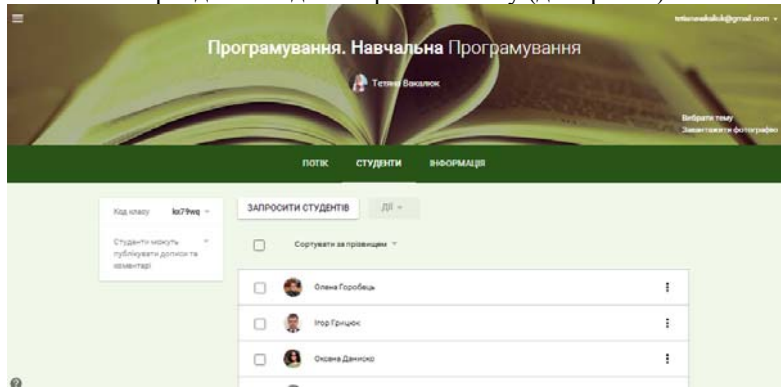 Програмування. Навчальна Програмування
Тетяна Вакалюк
Вибрати тему
Завантажити фотографію
ПОТІК СТУДЕНТИ ІНФОРМАЦІЯ
Код класу kx79wq
Студенти можуть
публікувати дописи та
коментарі
ЗАПРОСИТИ СТУДЕНТІВ ДІЇ
Сортувати за прізвищем
Олена Горобець
Ігор Грицюк
Оксана Даниско